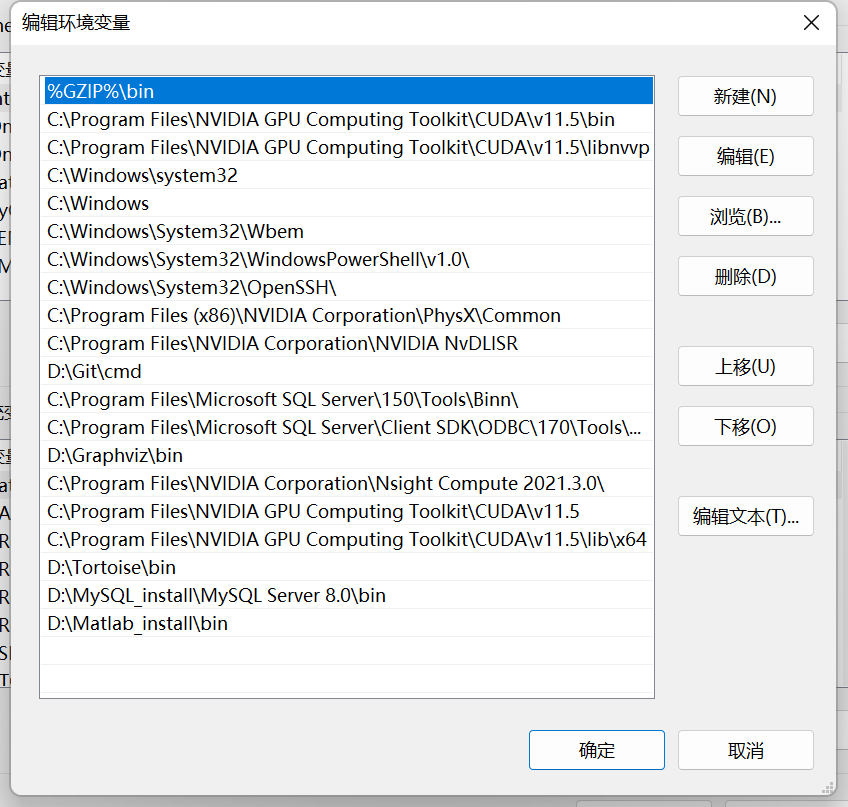 编辑环境变量
%GZIP%\bin
C:\Program Files\NVIDIA GPU Computing Toolkit\CUDA\v11.5\bin
C:\Program Files\NVIDIA GPU Computing Toolkit\CUDA\v11.5\libnvvp
C:\Windows\system32
C:\Windows
C:\Windows\System32\Wbem
C:\Windows\System32\WindowsPowerShell\v1.0\
C:\Windows\System32\OpenSSH\
C:\Program Files (x86)\NVIDIA Corporation\PhysX\Common
C:\Program Files\NVIDIA Corporation\NVIDIA NvDLISR
D:\Git\cmd
C:\Program Files\Microsoft SQL Server\150\Tools\Binn\
C:\Program Files\Microsoft SQL Server\Client SDK\ODBC\170\Tools\...
D:\Graphviz\bin
C:\Program Files\NVIDIA Corporation\Nsight Compute 2021.3.0\
C:\Program Files\NVIDIA GPU Computing Toolkit\CUDA\v11.5
C:\Program Files\NVIDIA GPU Computing Toolkit\CUDA\v11.5\lib\x64
D:\Tortoise\bin
D:\MySQL_install\MySQL Server 8.0\bin
D:\Matlab_install\bin
新建(N)
编辑(E)
浏览(B)...
删除(D)
上移(U)
下移(O)
编辑文本(T)...
确定
取消